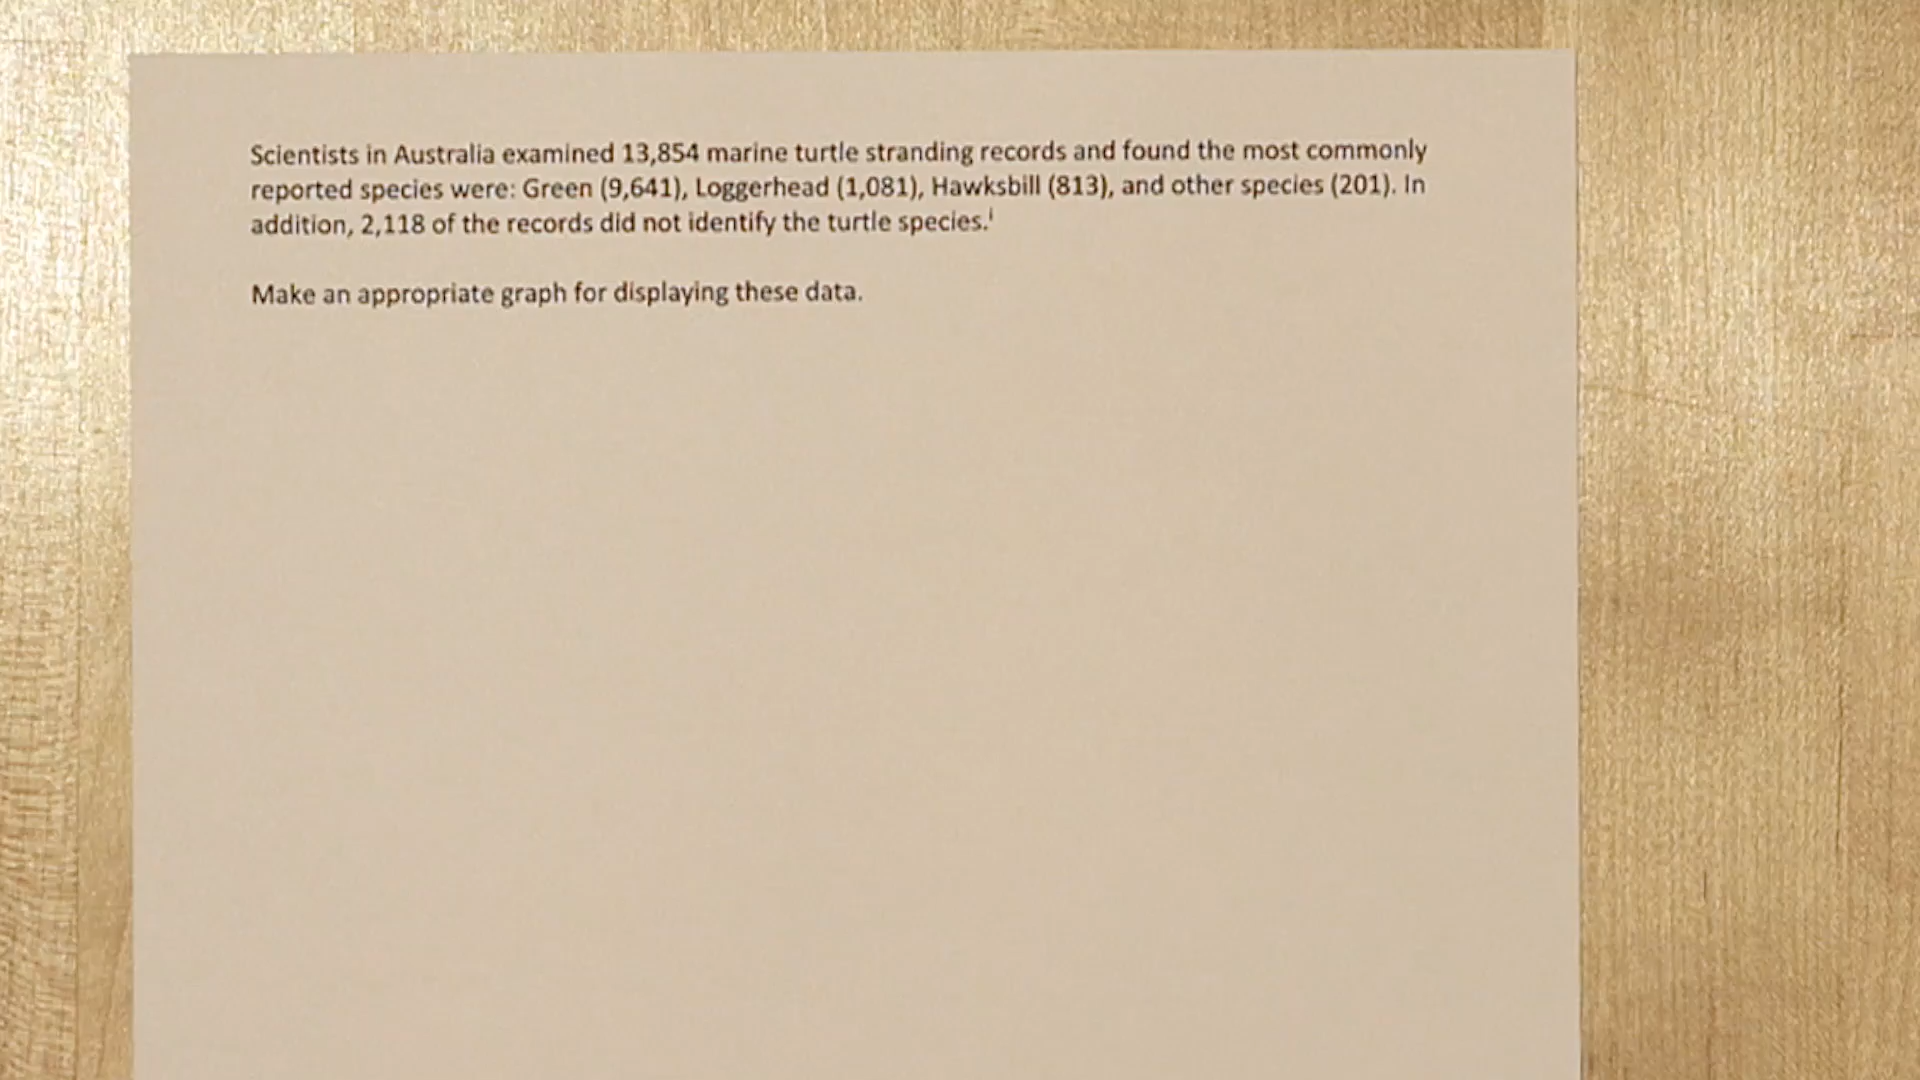 Scientists in Australia examined 13,854 marine turtle stranding records and found the most commonly
reported species were: Green (9,641), Loggerhead (1,081), Hawksbill (813), and other species (201). In
addition, 2,118 of the records did not identify the turtle species.ⁱ
Make an appropriate graph for displaying these data.